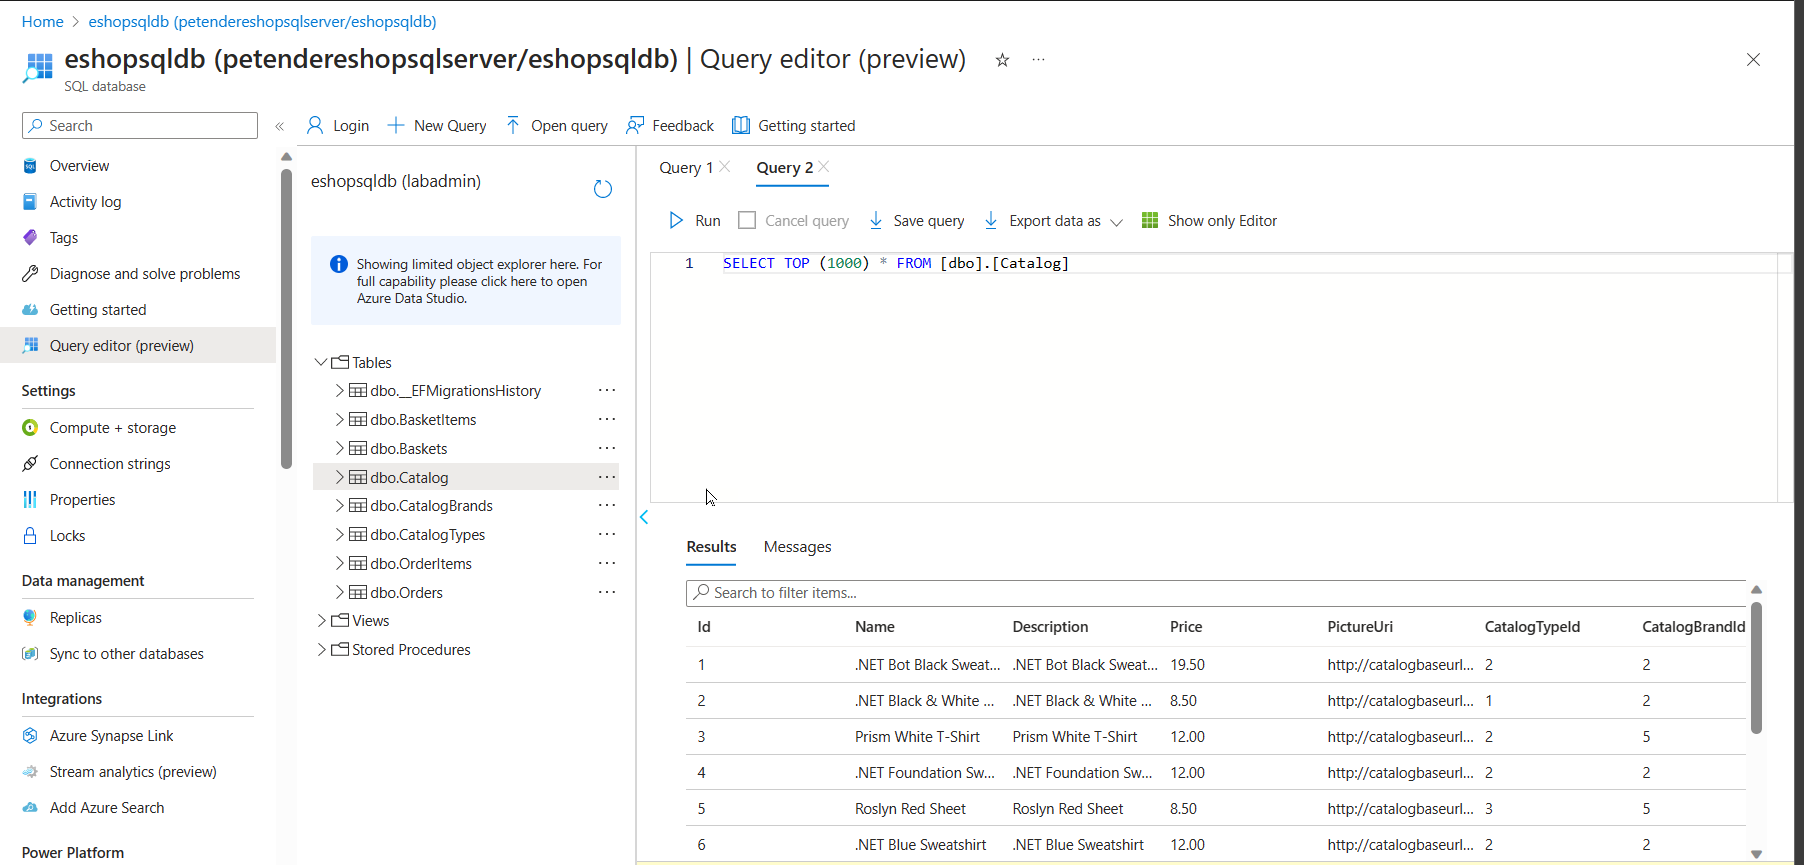 Home > eshopsqldb (petendereshopsqlserver/eshopsqldb)
eshopsqldb (petendereshopsqlserver/eshopsqldb) | Query editor (preview)
SQL database
Search
Overview
Activity log
Tags
Diagnose and solve problems
Getting started
Query editor (preview)
Settings
Compute + storage
Connection strings
Properties
Locks
Data management
Replicas
Sync to other databases
Integrations
Azure Synapse Link
Stream analytics (preview)
Add Azure Search
Power Platform
Login
New Query
Open query
Feedback
Getting started
eshopsqldb (labadmin)
Showing limited object explorer here. For
full capability please click here to open
Azure Data Studio.
Tables
dbo.__EFMigrationsHistory
dbo.BasketItems
dbo.Baskets
dbo.Catalog
dbo.CatalogBrands
dbo.CatalogTypes
dbo.OrderItems
dbo.Orders
Views
Stored Procedures
Query 1
Query 2
Run
Cancel query
Save query
Export data as
Show only Editor
1 SELECT TOP (1000) * FROM [dbo].[Catalog]
Results Messages
Search to filter items...
Id Name Description Price PictureUri CatalogTypeId CatalogBrandId
1 .NET Bot Black Sweat... .NET Bot Black Sweat... 19.50 http://catalogbaseurl... 2 2
2 .NET Black & White ... .NET Black & White ... 8.50 http://catalogbaseurl... 1 2
3 Prism White T-Shirt Prism White T-Shirt 12.00 http://catalogbaseurl... 2 5
4 .NET Foundation Sw... .NET Foundation Sw... 12.00 http://catalogbaseurl... 2 2
5 Roslyn Red Sheet Roslyn Red Sheet 8.50 http://catalogbaseurl... 3 5
6 .NET Blue Sweatshirt .NET Blue Sweatshirt 12.00 http://catalogbaseurl... 2 2